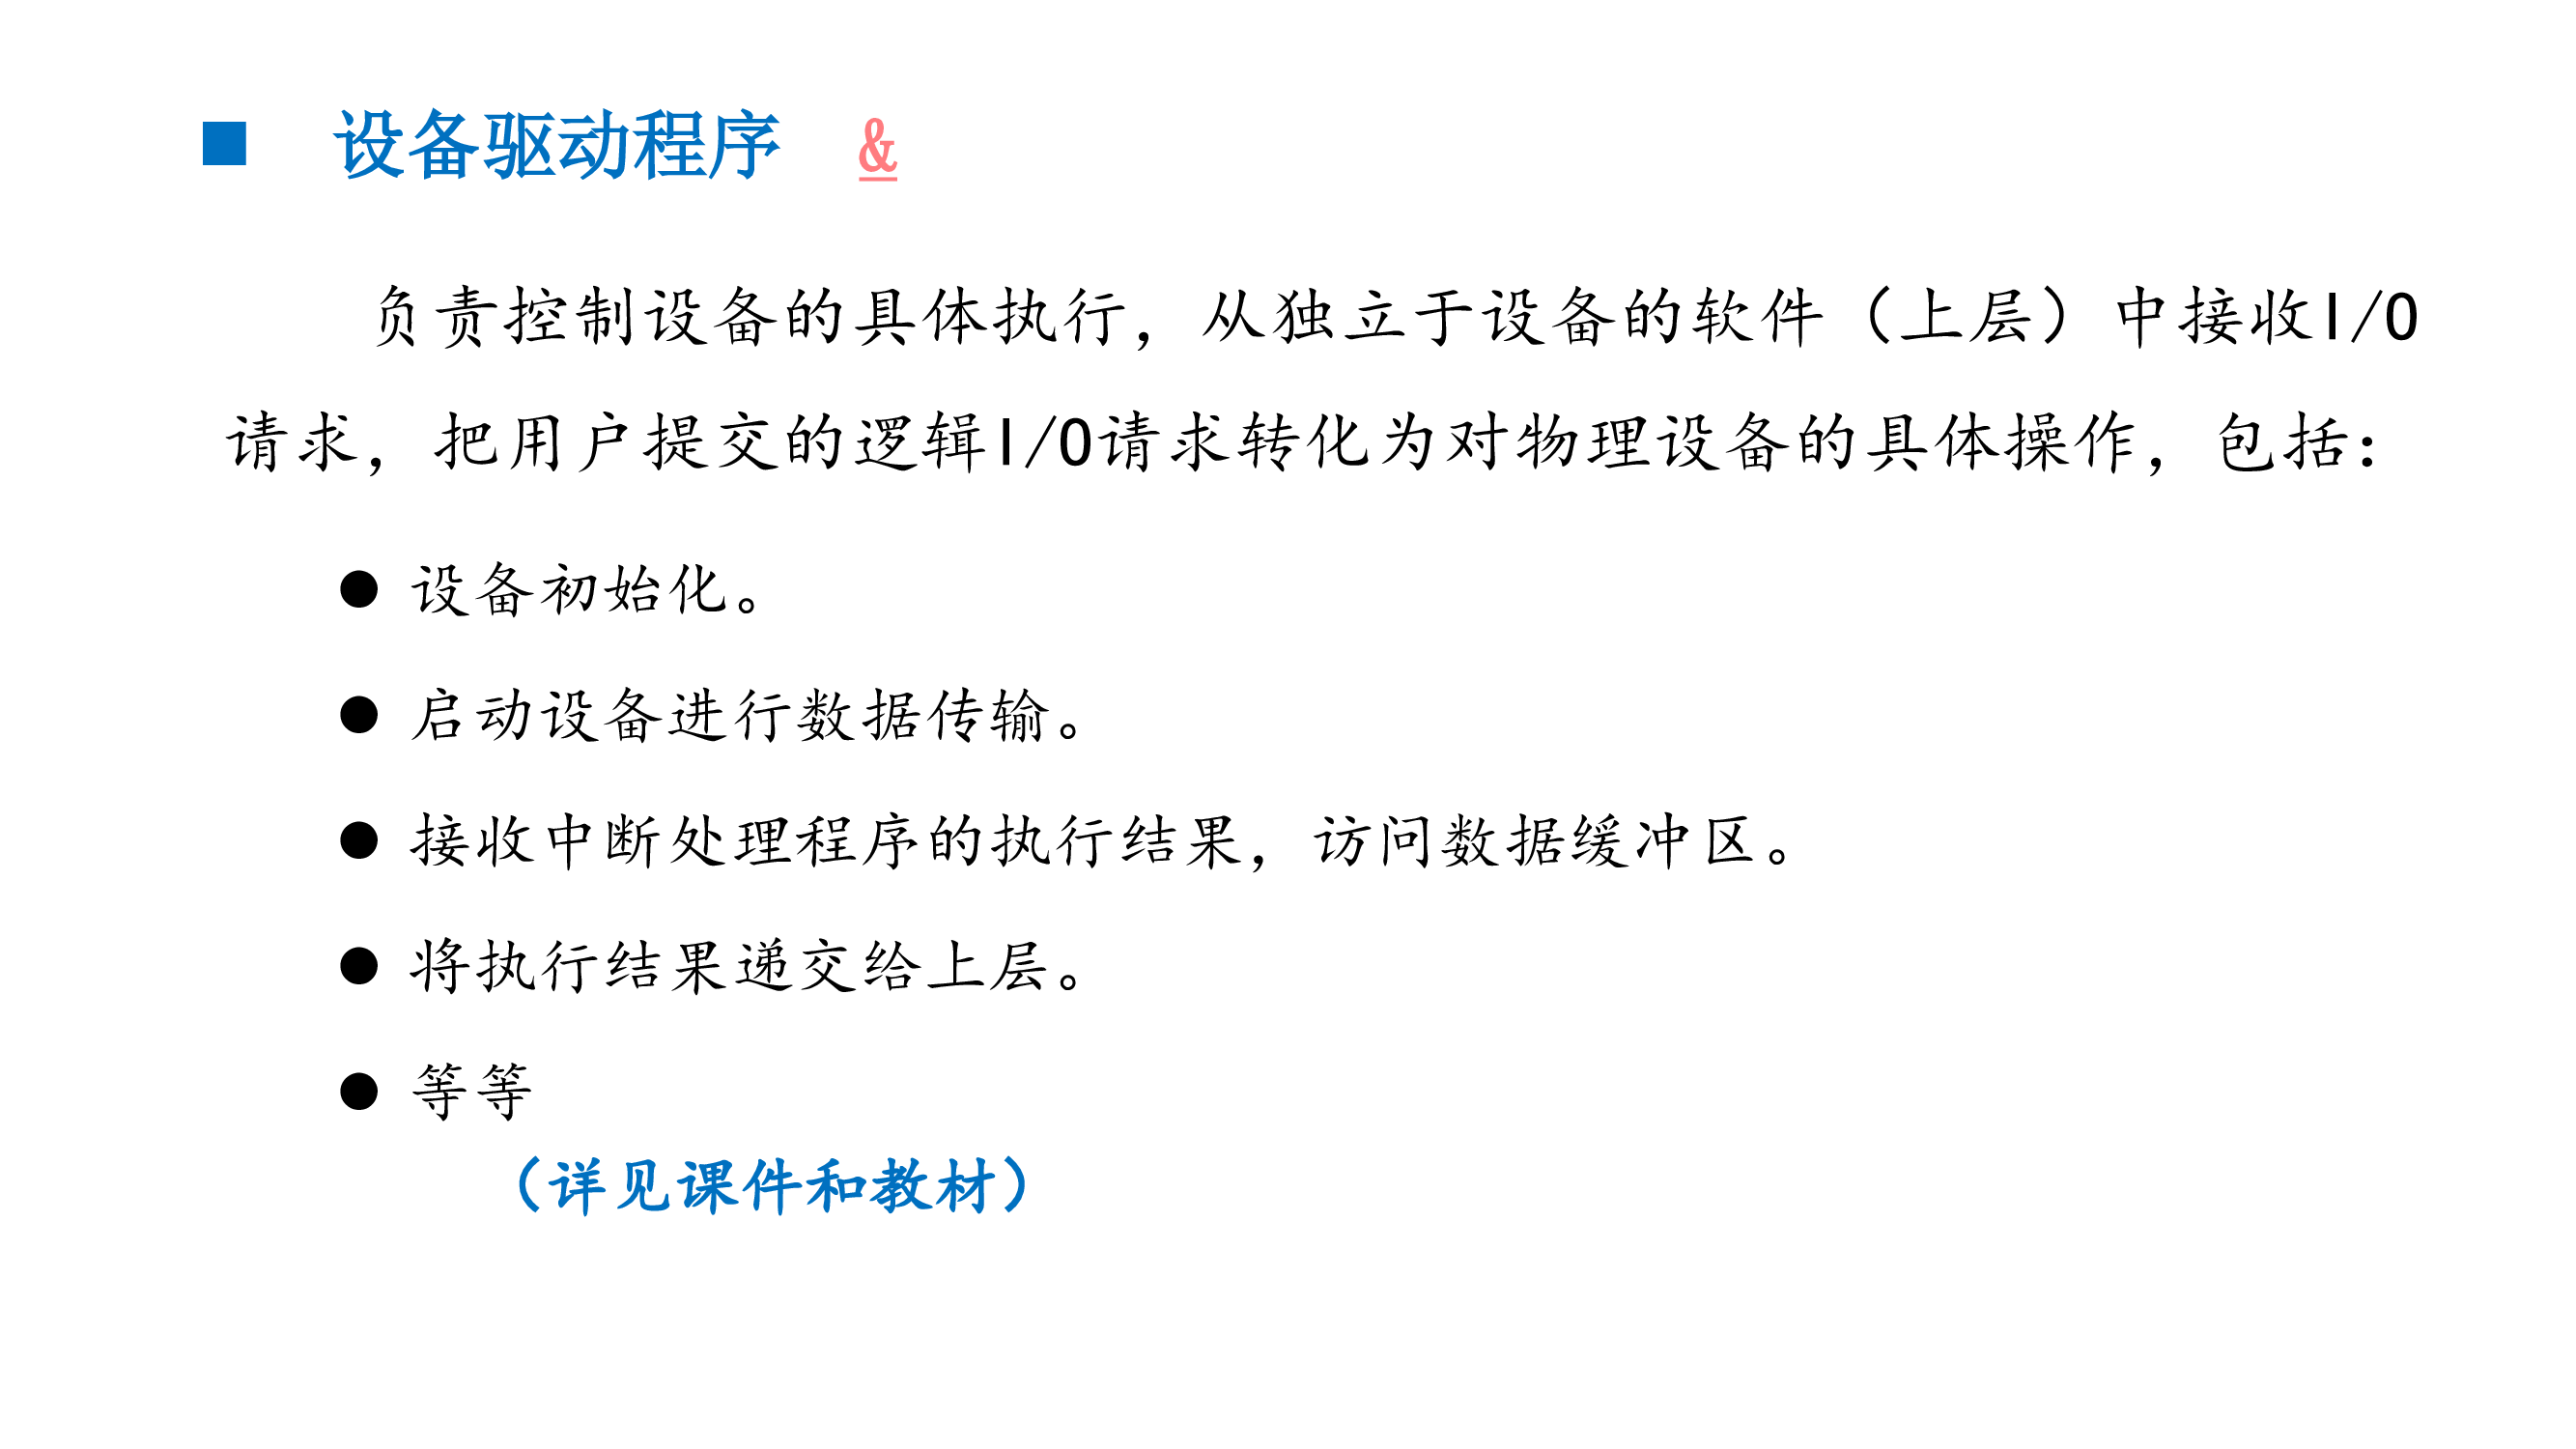 ■ 设备驱动程序 &
负责控制设备的具体执行，从独立于设备的软件（上层）中接收I/O
请求，把用户提交的逻辑I/O请求转化为对物理设备的具体操作，包括：
● 设备初始化。
● 启动设备进行数据传输。
● 接收中断处理程序的执行结果，访问数据缓冲区。
● 将执行结果递交给上层。
● 等等
（详见课件和教材）